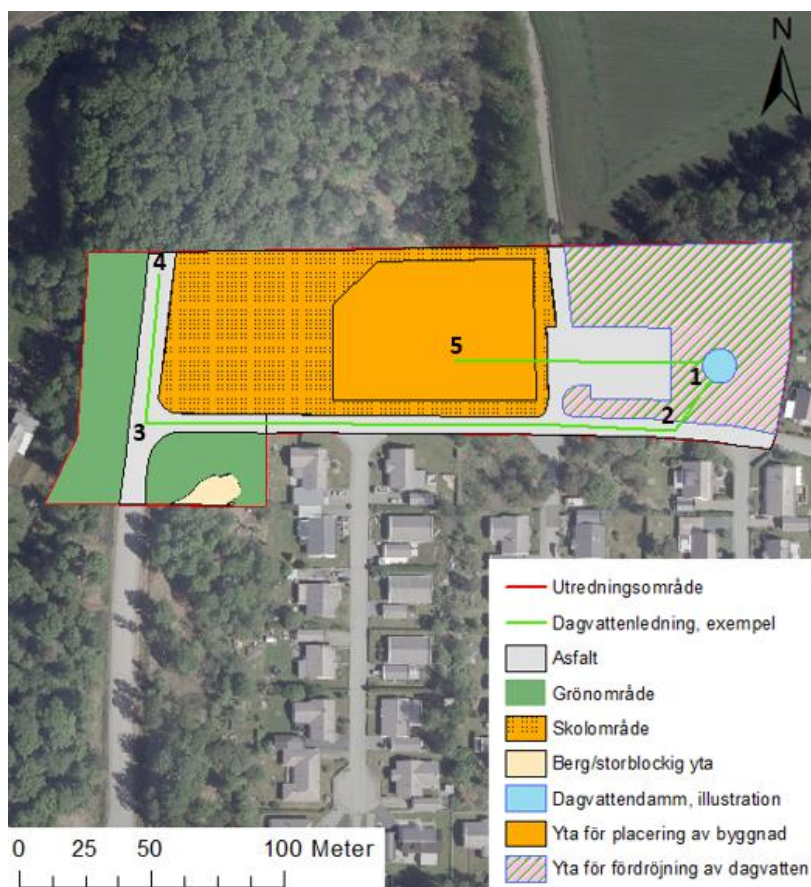 N
4
5
1
2
3
Utredningsområde
Dagvattenledning, exempel
Asfalt
Grönområde
Skolområde
Berg/storblockig yta
Dagvattendamm, illustration
Yta för placering av byggnad
Yta för fördröjning av dagvatten
0 25 50 100 Meter